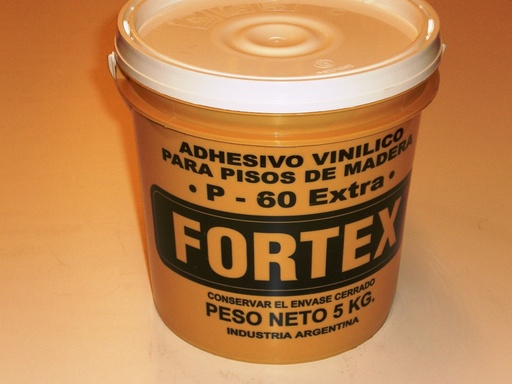 ADHESIVO VINILICO
PARA PISOS DE MADERA
• P - 60 Extra •
FORTEX
CONSERVAR EL ENVASE CERRADO
PESO NETO 5 KG.
INDUSTRIA ARGENTINA